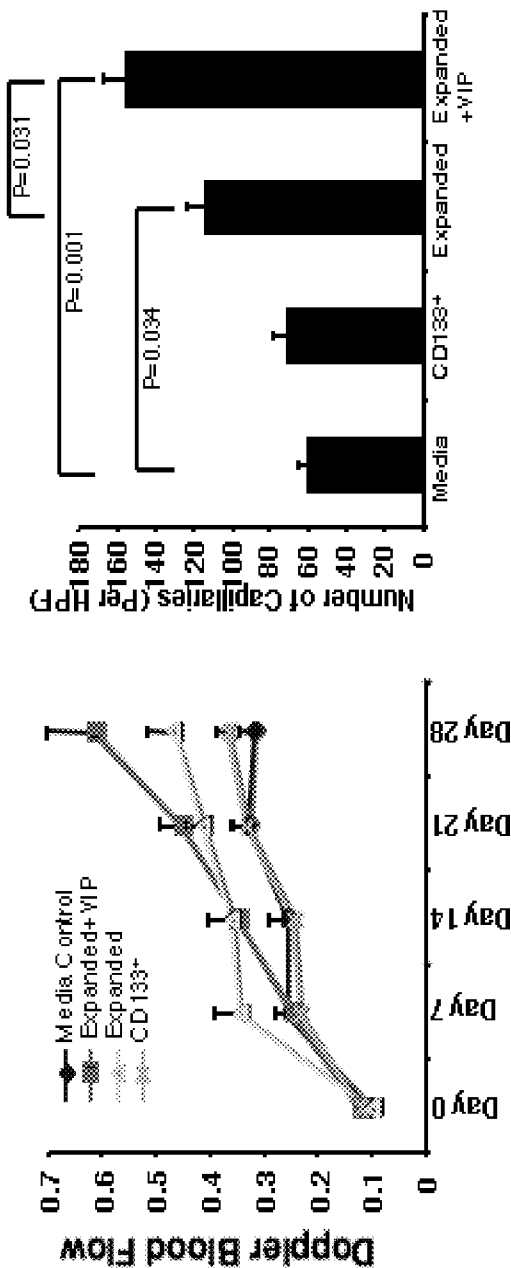 0.7
0.6
0.5
0.4
0.3
0.2
0.1
0
Doppler Blood Flow
Media Control
Expanded+VIP
Expanded
CD133+
Day 0
Day 7
Day 14
Day 21
Day 28
180
160
140
120
100
80
60
40
20
0
Number of Capillaries (Per HPF)
P=0.031
P=0.001
P=0.034
Media
CD133+
Expanded
Expanded
+VIP